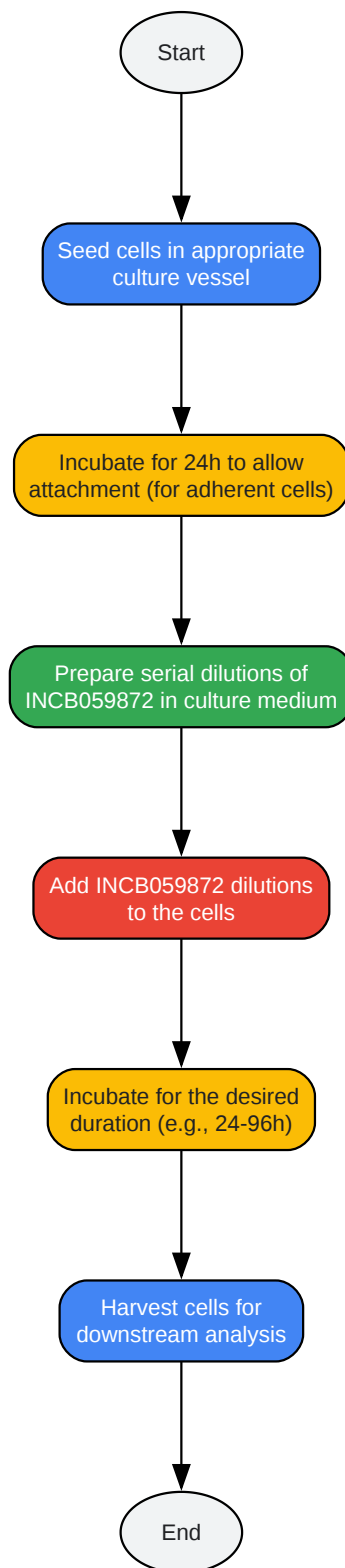 Start
Seed cells in appropriate
culture vessel
Incubate for 24h to allow
attachment (for adherent cells)
Prepare serial dilutions of
INCB059872 in culture medium
Add INCB059872 dilutions
to the cells
Incubate for the desired
duration (e.g., 24-96h)
Harvest cells for
downstream analysis
End